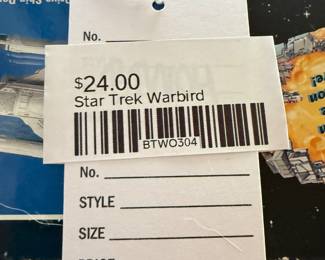 No.
$24.00
Star Trek Warbird
BTWO304
No.
STYLE
SIZE